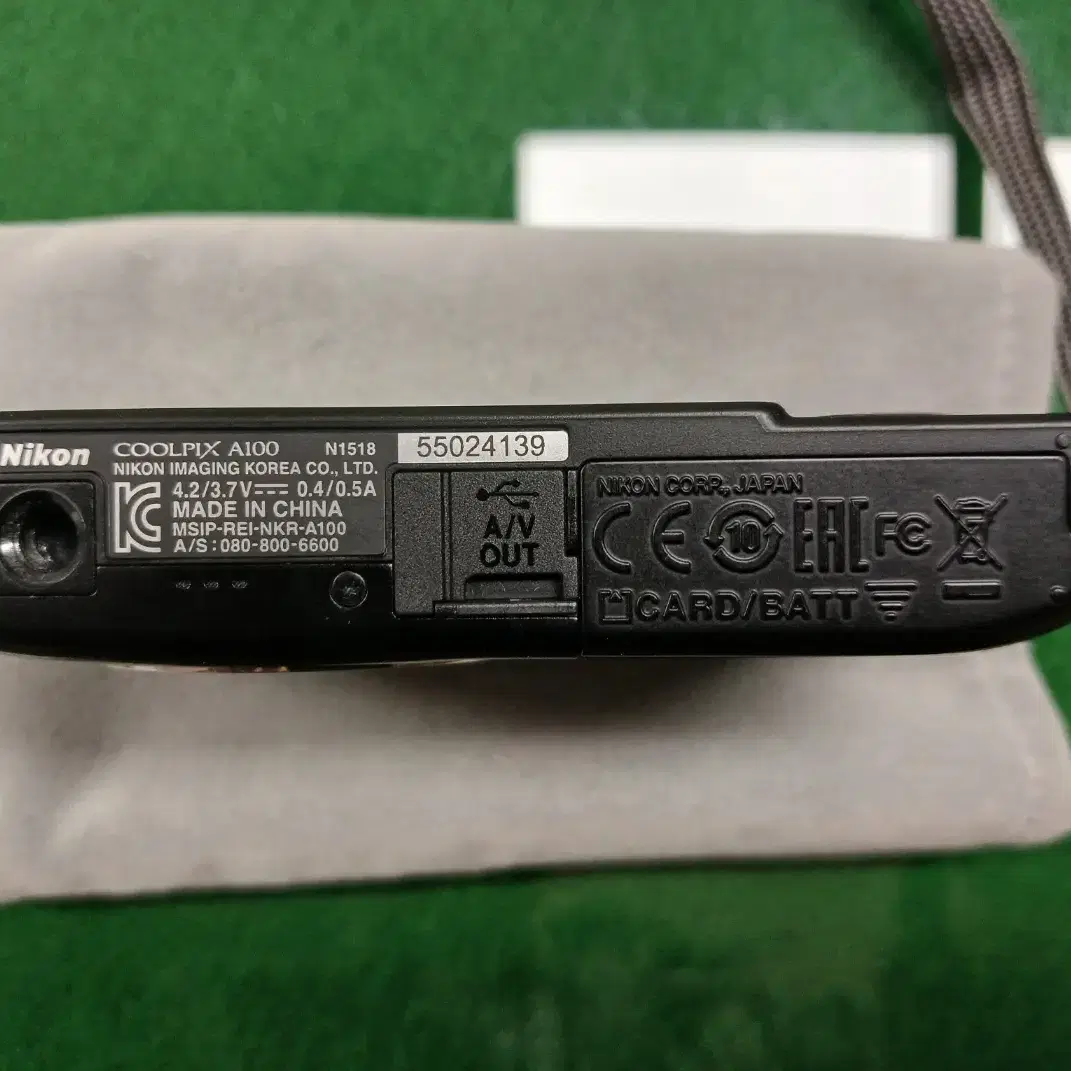 Nikon COOLPIX A100 N1518 55024139
NIKON IMAGING KOREA CO., LTD.
4.2/3.7V 0.4/0.5A
MADE IN CHINA
MSIP-REI-NKR-A100
A/S : 080-800-6600
A/V
OUT
NIKON CORP., JAPAN
CE 10 EAC FC
CARD/BATT